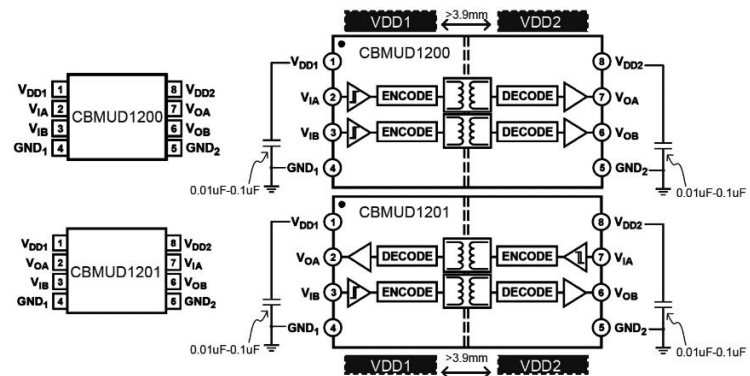 VDD1 >3.9mm VDD2
CBMUD1200
VDD1 1
VIA 2
VIB 3
GND1 4
8 VDD2
7 VOA
6 VOB
5 GND2
CBMUD1200
VDD1 1
8 VDD2
VIA 2 ENCODE DECODE 7 VOA
VIB 3 ENCODE DECODE 6 VOB
GND1 4
GND2 5
0.01uF-0.1uF
0.01uF-0.1uF
CBMUD1201
VDD1 1
VOA 2
VIB 3
GND1 4
8 VDD2
7 VIA
6 VOB
5 GND2
CBMUD1201
VDD1 1
8 VDD2
VOA 2 DECODE ENCODE 7 VIA
VIB 3 ENCODE DECODE 6 VOB
GND1 4
GND2 5
0.01uF-0.1uF
0.01uF-0.1uF
VDD1 >3.9mm VDD2